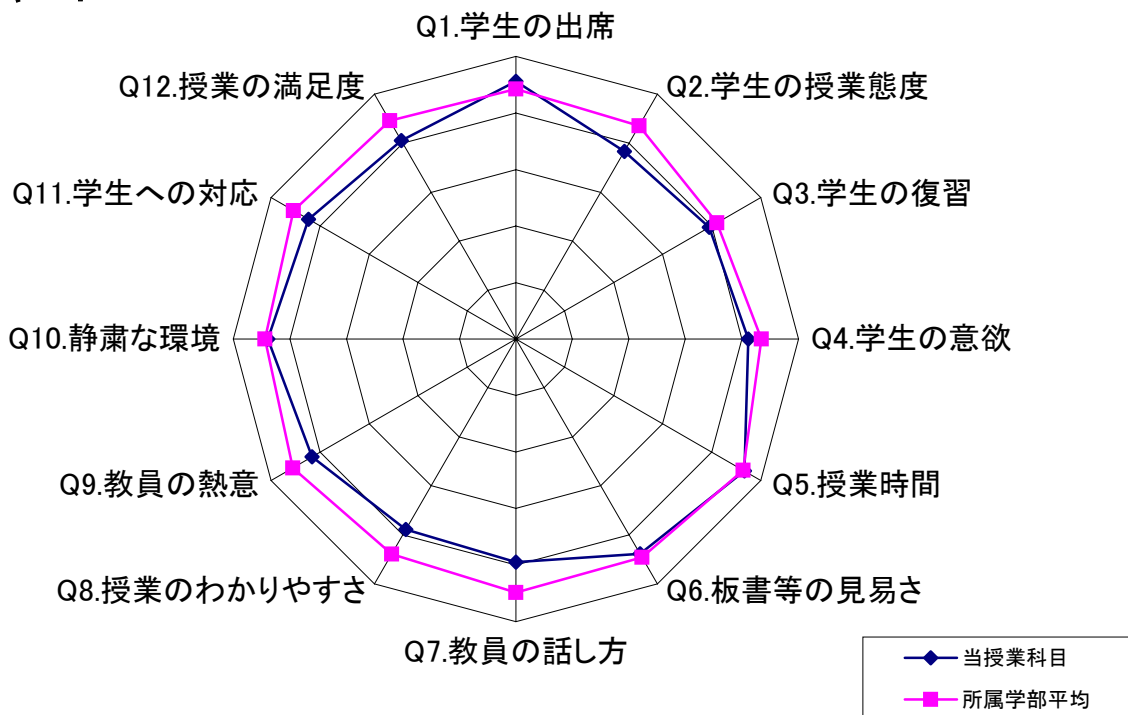 Q1.学生の出席
Q2.学生の授業態度
Q3.学生の復習
Q4.学生の意欲
Q5.授業時間
Q6.板書等の見易さ
Q7.教員の話し方
Q8.授業のわかりやすさ
Q9.教員の熱意
Q10.静粛な環境
Q11.学生への対応
Q12.授業の満足度
当授業科目
所属学部平均